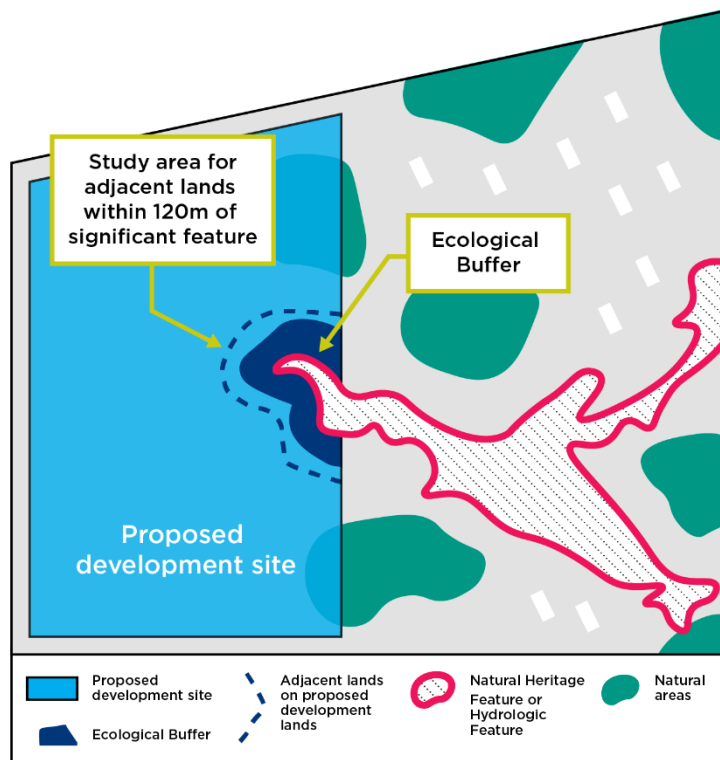 Study area for
adjacent lands
within 120m of
significant feature
Ecological
Buffer
Proposed
development site
Proposed
development site
Ecological Buffer
Adjacent lands
on proposed
development
lands
Natural Heritage
Feature or
Hydrologic
Feature
Natural
areas